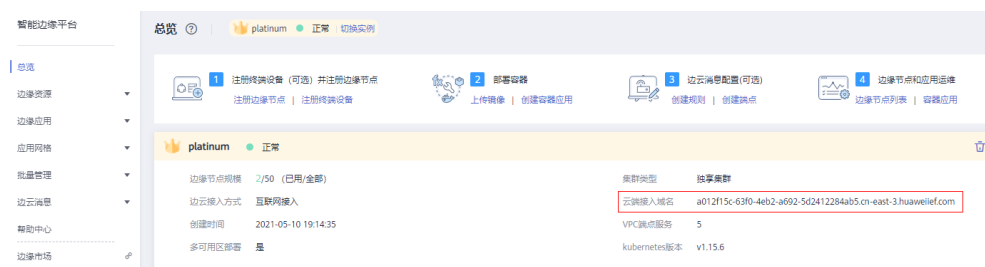 智能边缘平台
总览
边缘资源
边缘应用
应用网格
批量管理
边云消息
帮助中心
边缘市场
总览 ? platinum 正常 切换实例
1 注册终端设备（可选）并注册边缘节点
注册边缘节点 | 注册终端设备
2 部署容器
上传镜像 | 创建容器应用
3 边云消息配置(可选)
创建规则 | 创建端点
4 边缘节点和应用运维
边缘节点列表 | 容器应用
platinum 正常
边缘节点规模 2/50 （已用/全部）
集群类型 独享集群
边云接入方式 互联网接入
云端接入域名 a012f15c-63f0-4eb2-a692-5d2412284ab5.cn-east-3.huaweiief.com
创建时间 2021-05-10 19:14:35
VPC端点服务 5
多可用区部署 是
kubernetes版本 v1.15.6